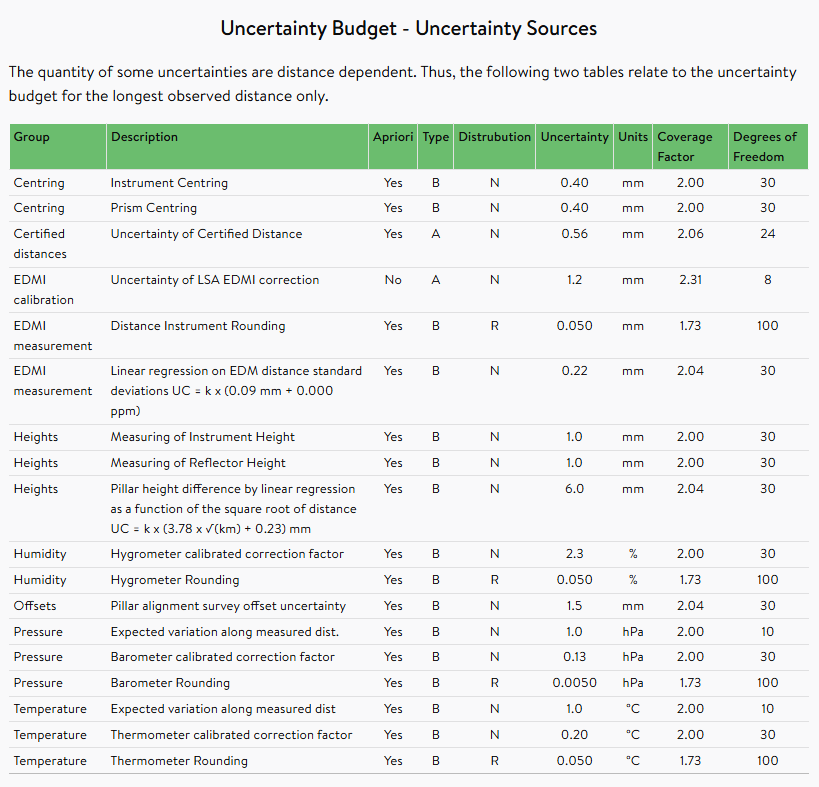 Uncertainty Budget - Uncertainty Sources
The quantity of some uncertainties are distance dependent. Thus, the following two tables relate to the uncertainty
budget for the longest observed distance only.
Group Description Apriori Type Distrubution Uncertainty Units Coverage Factor Degrees of Freedom
Centring Instrument Centring Yes B N 0.40 mm 2.00 30
Centring Prism Centring Yes B N 0.40 mm 2.00 30
Certified distances Uncertainty of Certified Distance Yes A N 0.56 mm 2.06 24
EDMI calibration Uncertainty of LSA EDMI correction No A N 1.2 mm 2.31 8
EDMI measurement Distance Instrument Rounding Yes B R 0.050 mm 1.73 100
EDMI measurement Linear regression on EDM distance standard deviations UC = k x (0.09 mm + 0.000 ppm) Yes B N 0.22 mm 2.04 30
Heights Measuring of Instrument Height Yes B N 1.0 mm 2.00 30
Heights Measuring of Reflector Height Yes B N 1.0 mm 2.00 30
Heights Pillar height difference by linear regression as a function of the square root of distance UC = k x (3.78 x √(km) + 0.23) mm Yes B N 6.0 mm 2.04 30
Humidity Hygrometer calibrated correction factor Yes B N 2.3 % 2.00 30
Humidity Hygrometer Rounding Yes B R 0.050 % 1.73 100
Offsets Pillar alignment survey offset uncertainty Yes B N 1.5 mm 2.04 30
Pressure Expected variation along measured dist. Yes B N 1.0 hPa 2.00 10
Pressure Barometer calibrated correction factor Yes B N 0.13 hPa 2.00 30
Pressure Barometer Rounding Yes B R 0.0050 hPa 1.73 100
Temperature Expected variation along measured dist Yes B N 1.0 °C 2.00 10
Temperature Thermometer calibrated correction factor Yes B N 0.20 °C 2.00 30
Temperature Thermometer Rounding Yes B R 0.050 °C 1.73 100